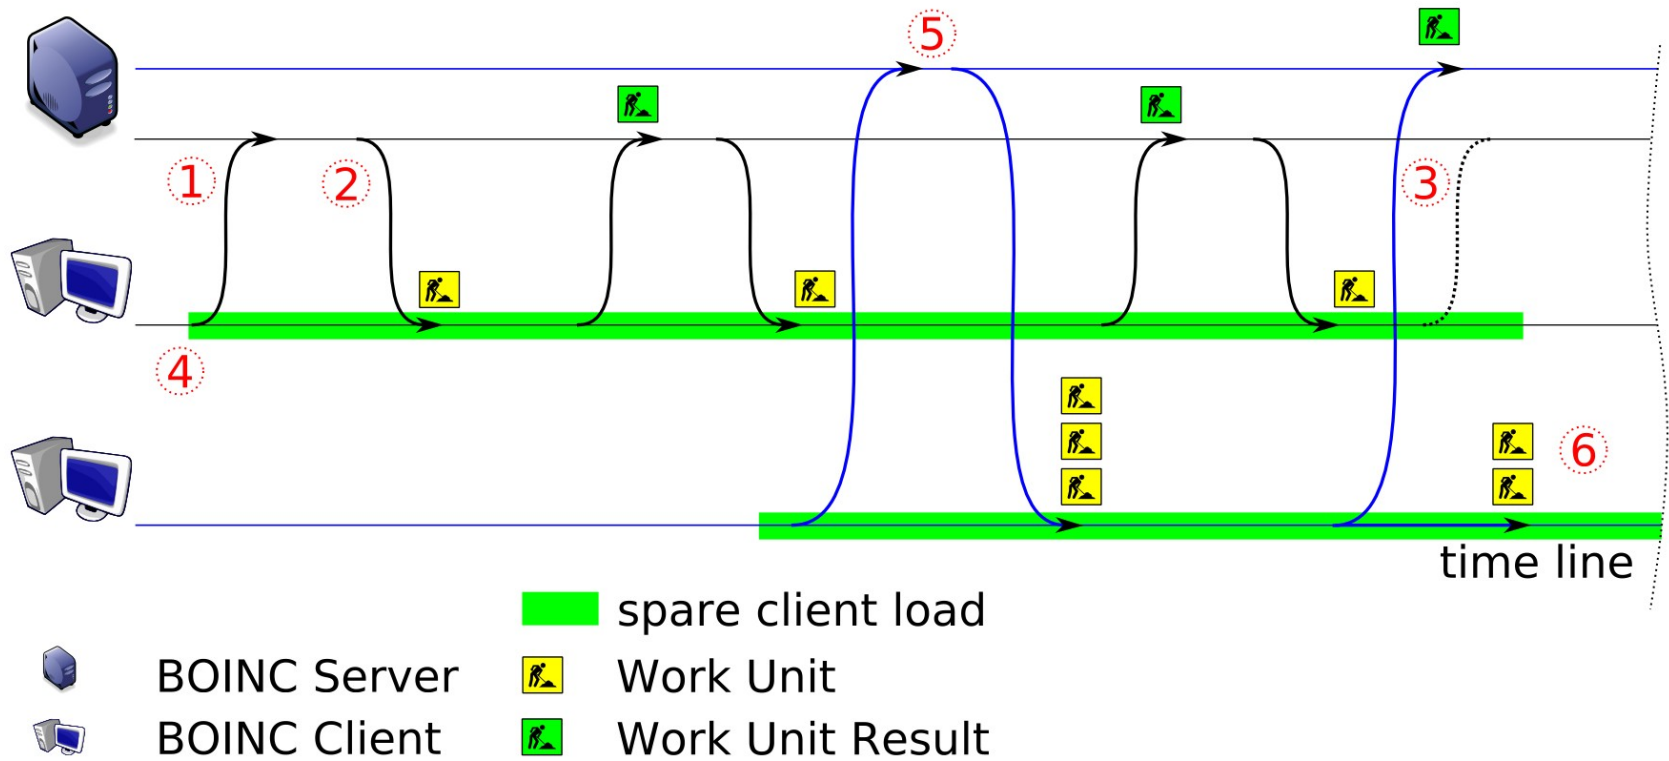 5
1
2
3
4
6
time line
spare client load
BOINC Server
Work Unit
BOINC Client
Work Unit Result